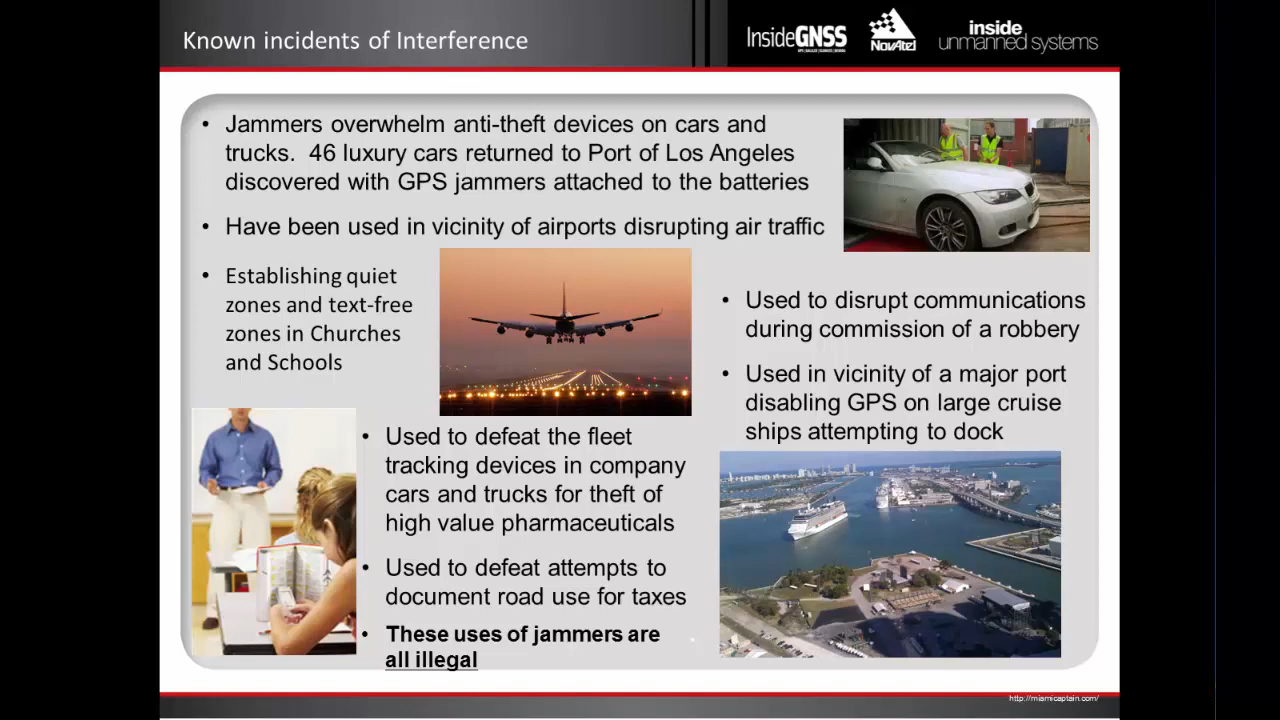 Known incidents of Interference
InsideGNSS
NovAtel
inside
unmanned systems
• Jammers overwhelm anti-theft devices on cars and
trucks.  46 luxury cars returned to Port of Los Angeles
discovered with GPS jammers attached to the batteries
• Have been used in vicinity of airports disrupting air traffic
• Establishing quiet
zones and text-free
zones in Churches
and Schools
• Used to defeat the fleet
tracking devices in company
cars and trucks for theft of
high value pharmaceuticals
• Used to defeat attempts to
document road use for taxes
• These uses of jammers are
all illegal
• Used to disrupt communications
during commission of a robbery
• Used in vicinity of a major port
disabling GPS on large cruise
ships attempting to dock
http://miamicaptain.com/